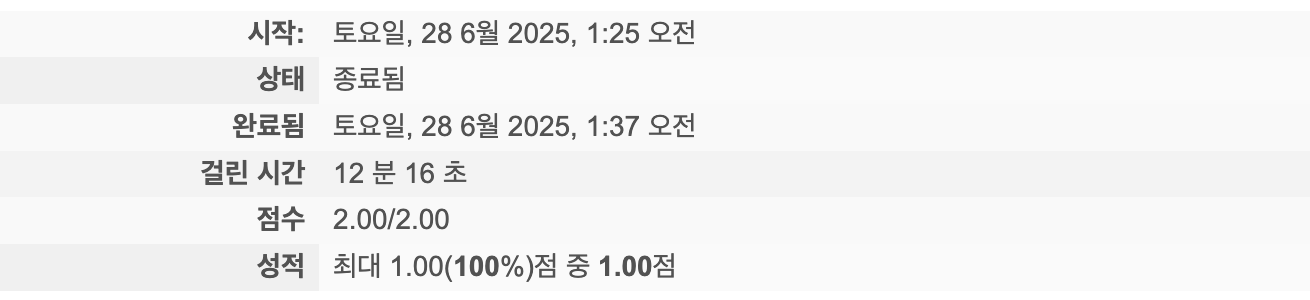 시작: 토요일, 28 6월 2025, 1:25 오전
상태 종료됨
완료됨 토요일, 28 6월 2025, 1:37 오전
걸린 시간 12 분 16 초
점수 2.00/2.00
성적 최대 1.00(100%)점 중 1.00점